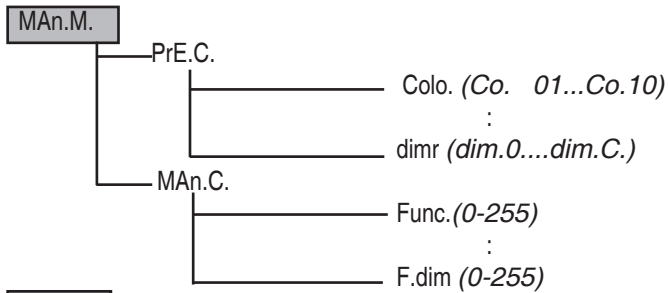 MAn.M.
PrE.C.
Colo. (Co. 01...Co.10)
:
dimr (dim.0....dim.C.)
MAn.C.
Func.(0-255)
:
F.dim (0-255)